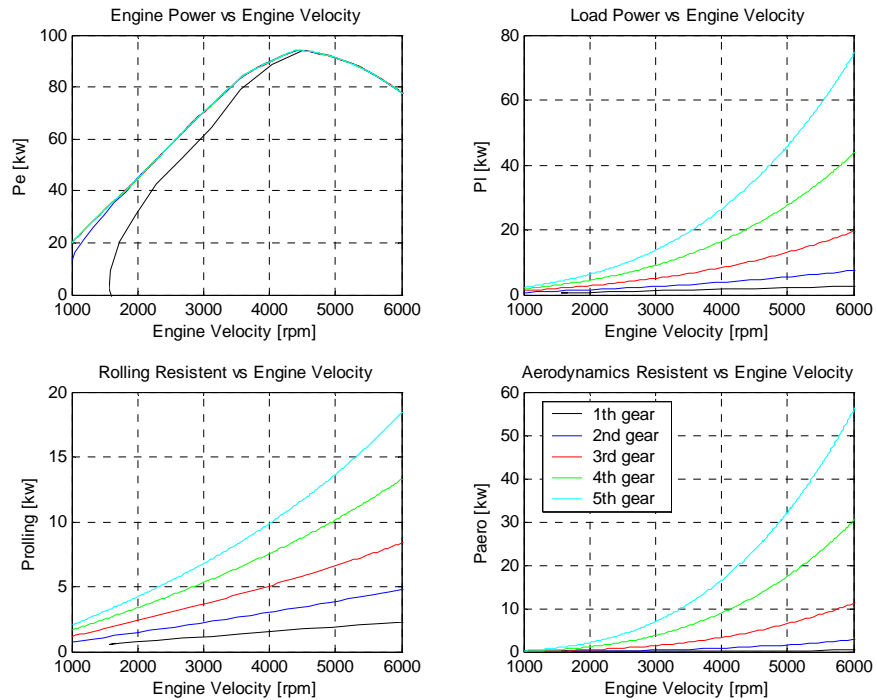 Engine Power vs Engine Velocity
100
80
60
40
20
0
Pe [kw]
1000 2000 3000 4000 5000 6000
Engine Velocity [rpm]
Load Power vs Engine Velocity
80
60
40
20
0
Pl [kw]
1000 2000 3000 4000 5000 6000
Engine Velocity [rpm]
Rolling Resistent vs Engine Velocity
20
15
10
5
0
Prolling [kw]
1000 2000 3000 4000 5000 6000
Engine Velocity [rpm]
Aerodynamics Resistent vs Engine Velocity
60
50
40
30
20
10
0
Paero [kw]
1th gear
2nd gear
3rd gear
4th gear
5th gear
1000 2000 3000 4000 5000 6000
Engine Velocity [rpm]